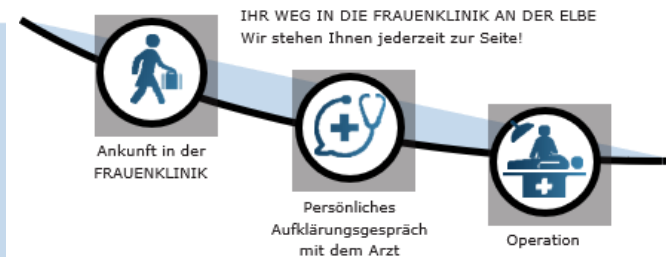 IHR WEG IN DIE FRAUENKLINIK AN DER ELBE
Wir stehen Ihnen jederzeit zur Seite!
Ankunft in der
FRAUENKLINIK
Persönliches
Aufklärungsgespräch
mit dem Arzt
Operation